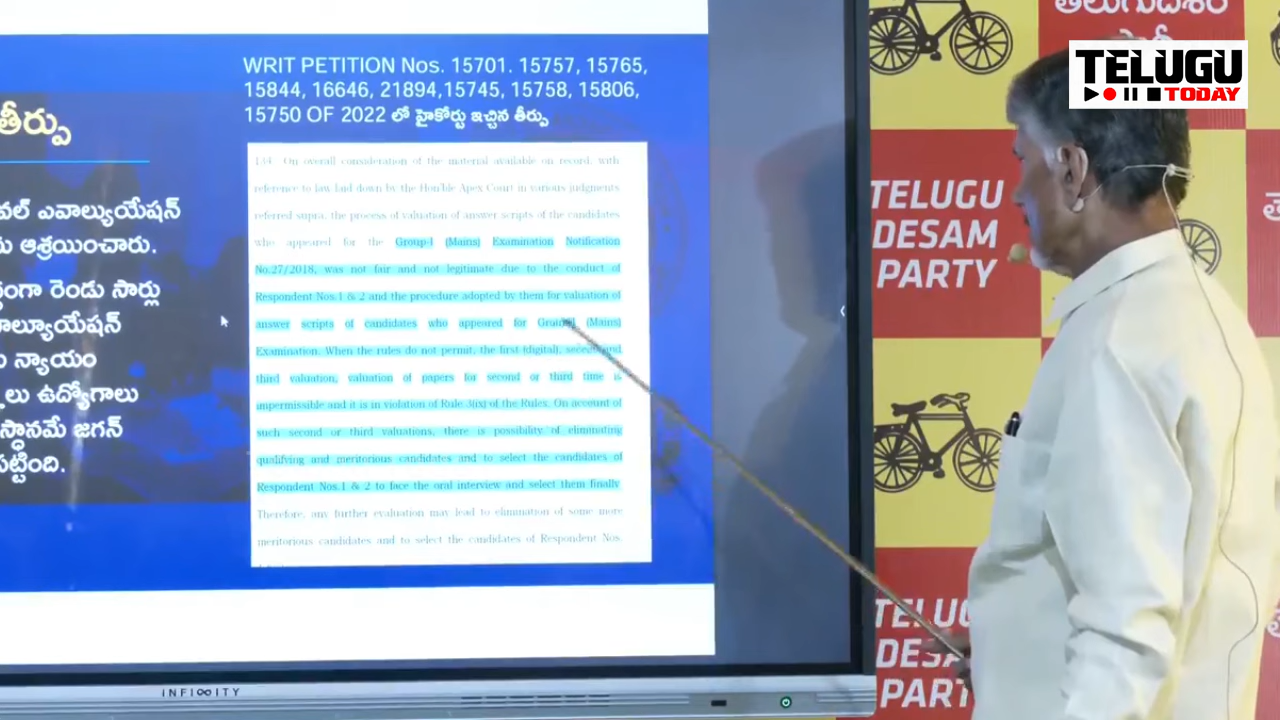 తెలుగుదేశం
TELUGU
TODAY
తీర్పు
WRIT PETITION Nos. 15701. 15757, 15765,
15844, 16646, 21894,15745, 15758, 15806,
15750 OF 2022 లో హైకోర్టు ఇచ్చిన తీర్పు
వల్ ఎవాల్యుయేషన్
ఆశ్రయించారు.
రెండు సార్లు
న్యాయం
ఉద్యోగాలు
జగన్
134. On overall consideration of the material available on record, with
reference to law laid down by the Hon'ble Apex Court in various judgments
referred supra, the process of valuation of answer scripts of the candidates
who appeared for the Group-I (Mains) Examination Notification
No.27/2018, was not fair and not legitimate due to the conduct of
Respondent Nos.1 & 2 and the procedure adopted by them for valuation of
answer scripts of candidates who appeared for (Mains)
Examination. When the rules do not permit, the first (digital), second and
third valuation, valuation of papers for second or third time is
impermissible and it is in violation of Rule 3(ix) of the Rules. On account of
such second or third valuations, there is possibility of eliminating
qualifying and meritorious candidates and to select the candidates of
Respondent Nos.1 & 2 to face the oral interview and select them finally
Therefore, any further evaluation may lead to elimination of some more
meritorious candidates and to select the candidates of Respondent Nos.
TELUGU
DESAM
PARTY
TELUGU
DESAM
PARTY
INFINITY